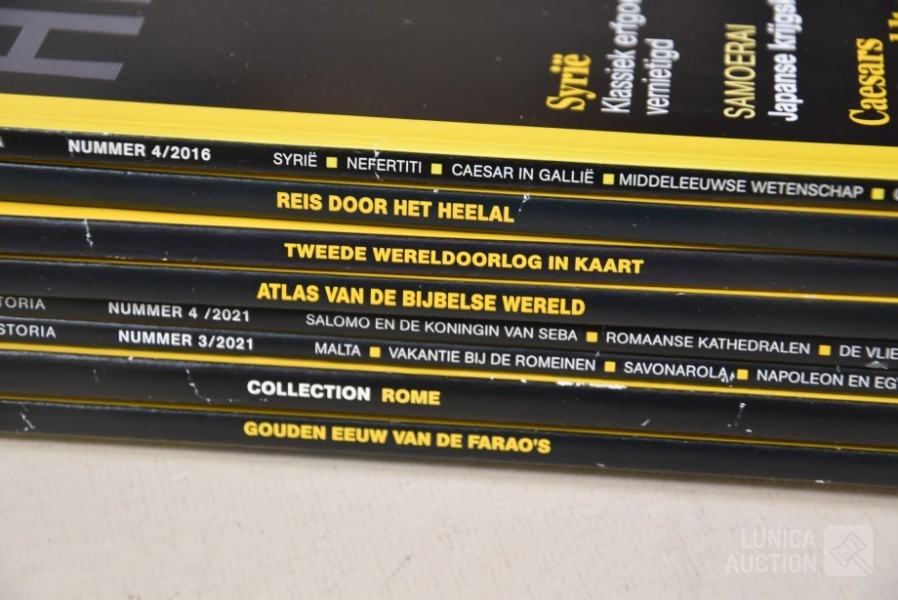 HI
Syrië
Klassiek erfgoed
vernietigd
SAMOERAI
Japanse
Caesars
NUMMER 4/2016 SYRIË ■ NEFERTITI ■ CAESAR IN GALLIË ■ MIDDELEEUWSE WETENSCHAP ■
REIS DOOR HET HEELAL
TWEEDE WERELDOORLOG IN KAART
ATLAS VAN DE BIJBELSE WERELD
TORIA NUMMER 4 /2021 SALOMO EN DE KONINGIN VAN SEBA ■ ROMAANSE KATHEDRALEN ■ DE VLIE
STORIA NUMMER 3/2021 MALTA ■ VAKANTIE BIJ DE ROMEINEN ■ SAVONAROLA ■ NAPOLEON EN EGY
COLLECTION ROME
GOUDEN EEUW VAN DE FARAO'S
LUNICA
AUCTION